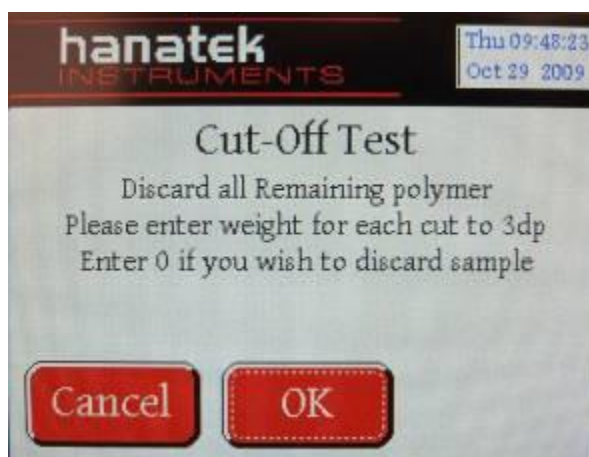 hanatek
INSTRUMENTS
Thu 09:48:23
Oct 29 2009
Cut-Off Test
Discard all Remaining polymer
Please enter weight for each cut to 3dp
Enter 0 if you wish to discard sample
Cancel
OK